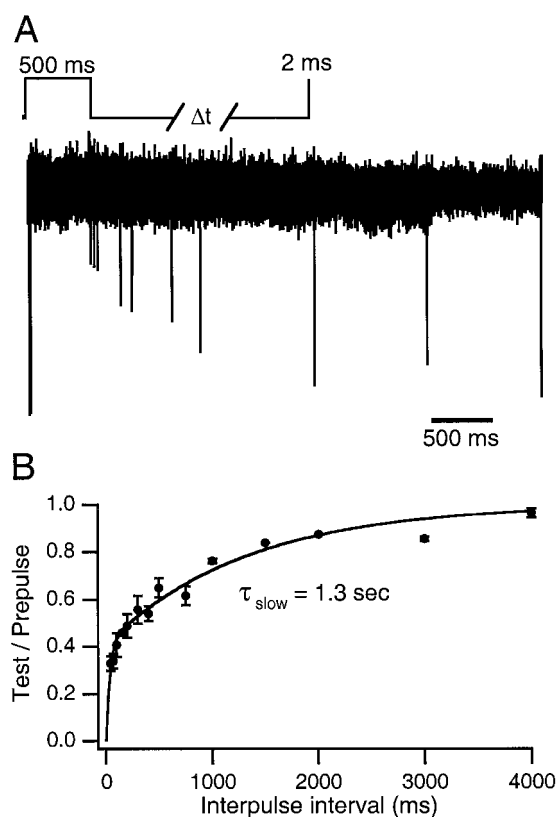 A
500 ms
2 ms
Δt
500 ms
B
Test / Prepulse
1.0
0.8
0.6
0.4
0.2
0.0
τ slow = 1.3 sec
0 1000 2000 3000 4000
Interpulse interval (ms)